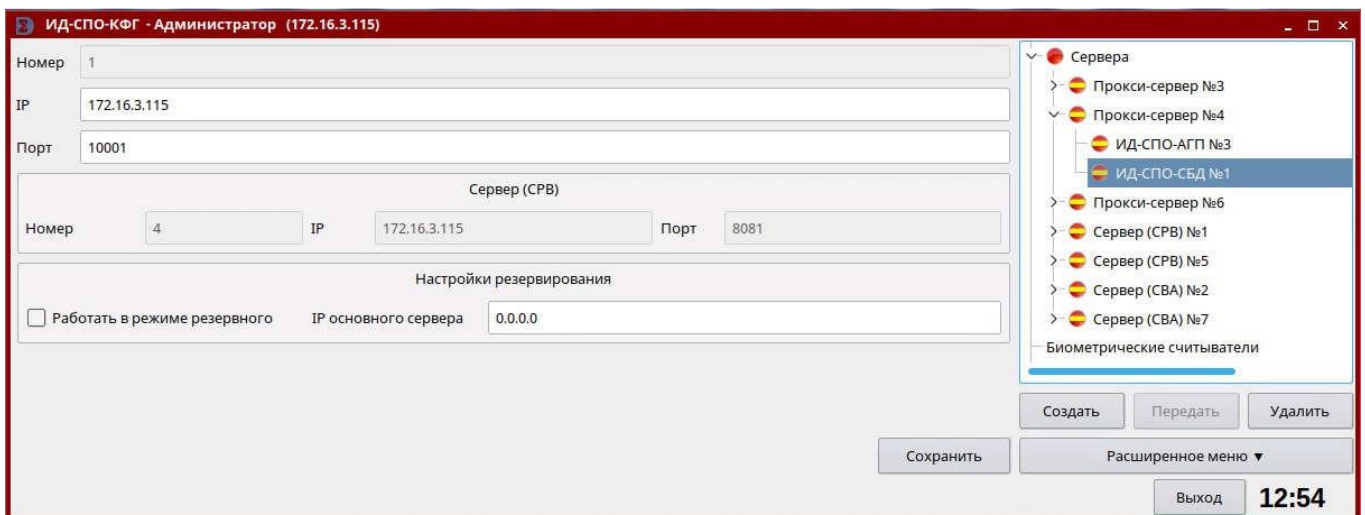 ИД-СПО-КФГ - Администратор (172.16.3.115)
Номер 1
IP 172.16.3.115
Порт 10001
Сервер (СРВ)
Номер 4 IP 172.16.3.115 Порт 8081
Настройки резервирования
Работать в режиме резервного IP основного сервера 0.0.0.0
Сохранить
Сервера
Прокси-сервер №3
Прокси-сервер №4
ИД-СПО-АГП №3
ИД-СПО-СБД №1
Прокси-сервер №6
Сервер (СРВ) №1
Сервер (СРВ) №5
Сервер (СВА) №2
Сервер (СВА) №7
Биометрические считыватели
Создать Передать Удалить
Расширенное меню ▼
Выход 12:54